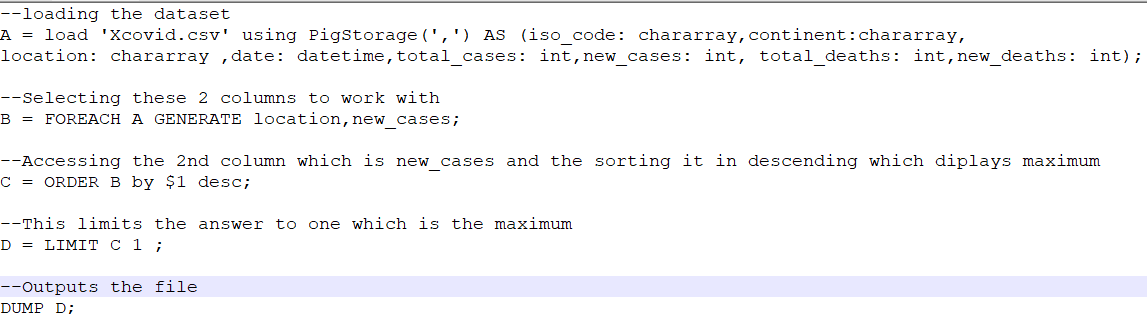 --loading the dataset
A = load 'Xcovid.csv' using PigStorage(',') AS (iso_code: chararray,continent:chararray,
location: chararray ,date: datetime,total_cases: int,new_cases: int, total_deaths: int,new_deaths: int);
--Selecting these 2 columns to work with
B = FOREACH A GENERATE location,new_cases;
--Accessing the 2nd column which is new_cases and the sorting it in descending which diplays maximum
C = ORDER B by $1 desc;
--This limits the answer to one which is the maximum
D = LIMIT C 1 ;
--Outputs the file
DUMP D;